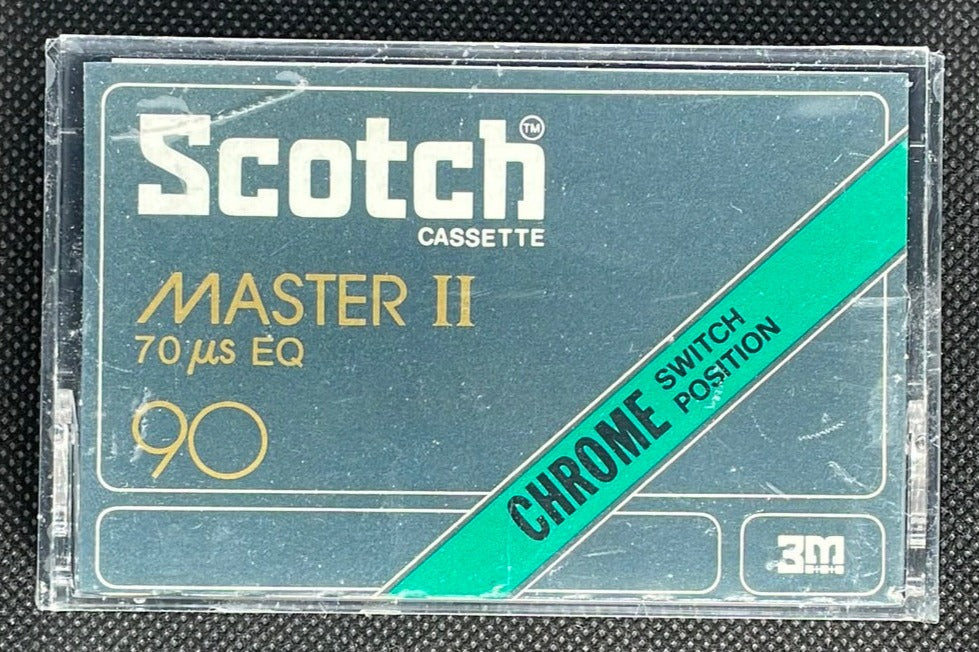 Scotch™
CASSETTE
MASTER II
70 µs EQ
90
CHROME SWITCH
POSITION
3M